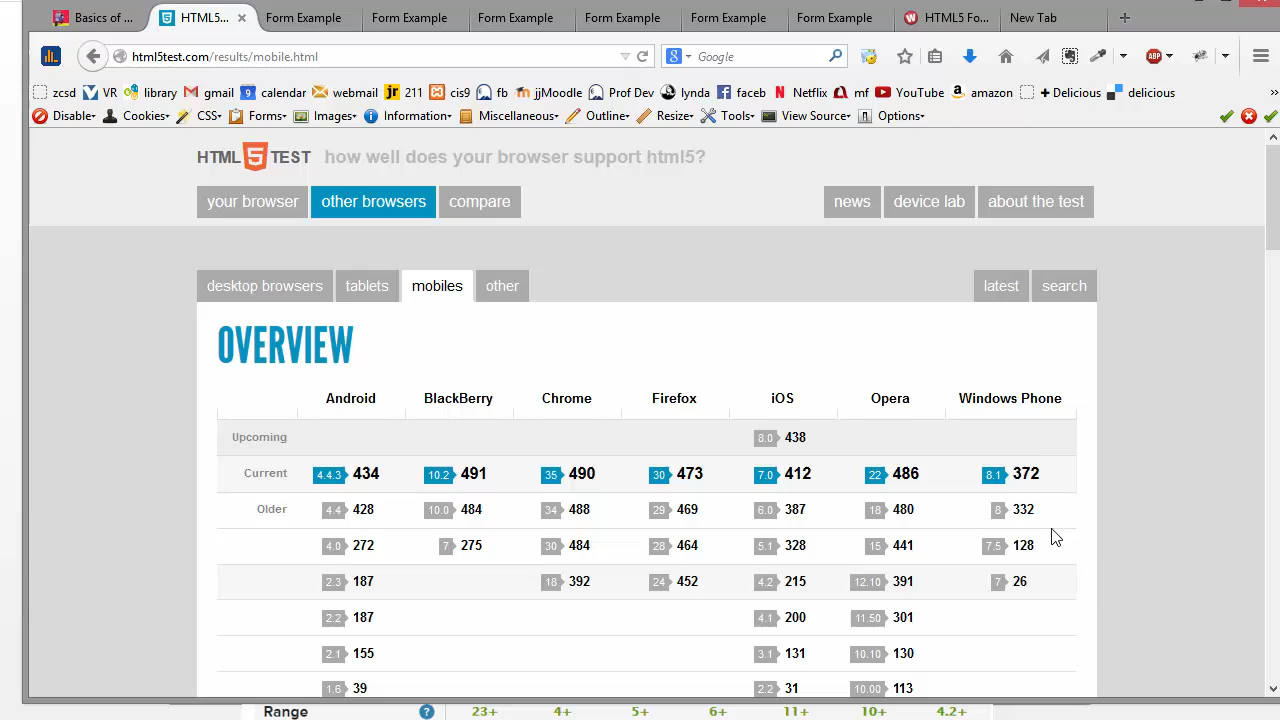 Basics of ... HTML5... × Form Example Form Example Form Example Form Example Form Example Form Example HTML5 Fo... New Tab
html5test.com/results/mobile.html Google
zcsd VR library gmail calendar webmail jr 211 cis9 fb jjMoodle Prof Dev lynda faceb Netflix mf YouTube amazon + Delicious delicious »
Disable Cookies CSS Forms Images Information Miscellaneous Outline Resize Tools View Source Options
HTML 5 TEST how well does your browser support html5?
your browser other browsers compare news device lab about the test
desktop browsers tablets mobiles other latest search
OVERVIEW
Android BlackBerry Chrome Firefox iOS Opera Windows Phone
Upcoming 8.0 438
Current 4.4.3 434 10.2 491 35 490 30 473 7.0 412 22 486 8.1 372
Older 4.4 428 10.0 484 34 488 29 469 6.0 387 18 480 8 332
4.0 272 7 275 30 484 28 464 5.1 328 15 441 7.5 128
2.3 187 18 392 24 452 4.2 215 12.10 391 7 26
2.2 187 4.1 200 11.50 301
2.1 155 3.1 131 10.10 130
1.6 39 2.2 31 10.00 113
Range ? 23+ 4+ 5+ 6+ 11+ 10+ 4.2+